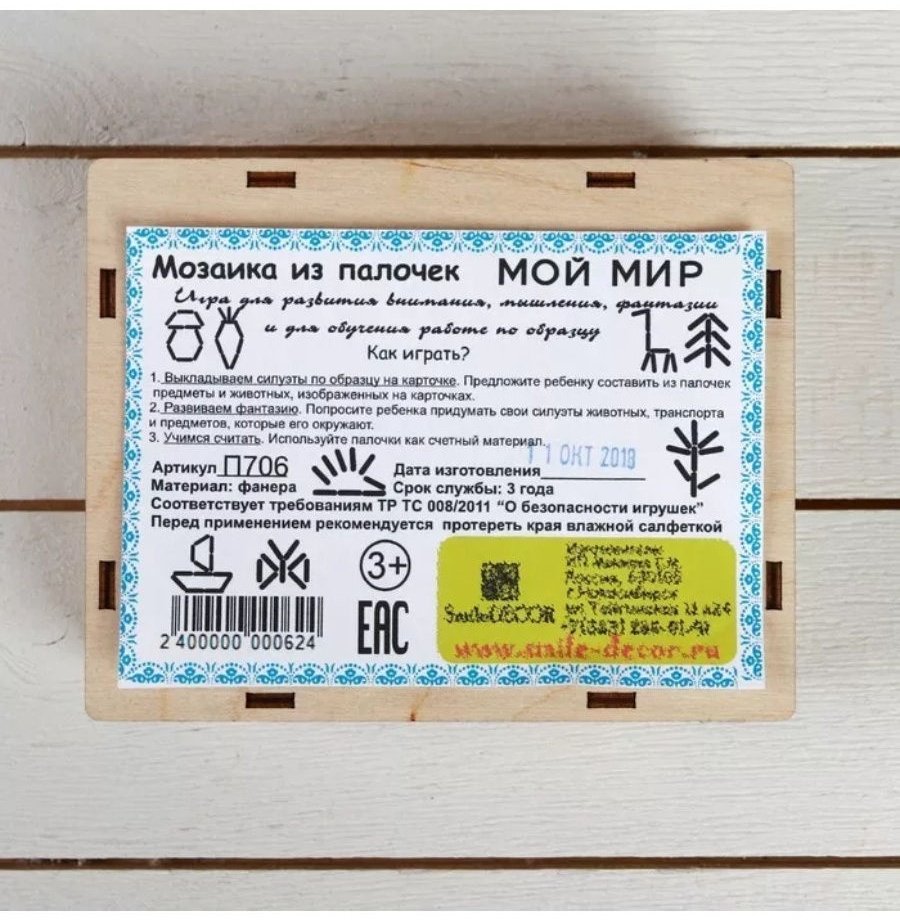 Мозаика из палочек МОЙ МИР
Игра для развития внимания, мышления, фантазии
и для обучения работе по образцу
Как играть?
1. Выкладываем силуэты по образцу на карточке. Предложите ребенку составить из палочек
предметы и животных, изображенных на карточках.
2. Развиваем фантазию. Попросите ребенка придумать свои силуэты животных, транспорта
и предметов, которые его окружают.
3. Учимся считать. Используйте палочки как счетный материал.
11 ОКТ 2018
Артикул П706 Дата изготовления
Материал: фанера Срок службы: 3 года
Соответствует требованиям ТР ТС 008/2011 "О безопасности игрушек"
Перед применением рекомендуется протереть края влажной салфеткой
3+
ЕАС
2 400000 000624
Изготовитель:
Россия,
г.Новосибирск
SmileDECOR
www.smile-decor.ru